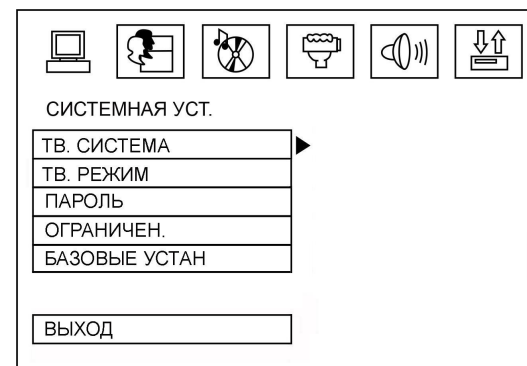 СИСТЕМНАЯ УСТ.
ТВ. СИСТЕМА
ТВ. РЕЖИМ
ПАРОЛЬ
ОГРАНИЧЕН.
БАЗОВЫЕ УСТАН
ВЫХОД